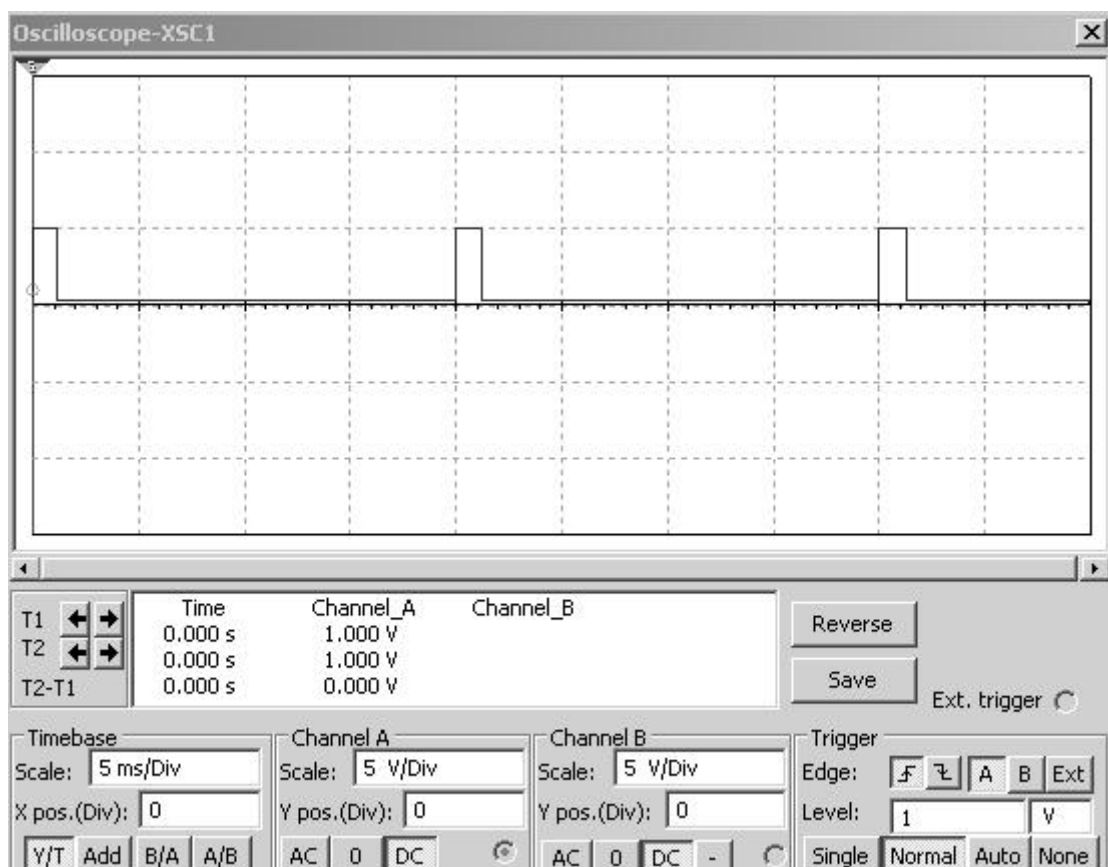 Oscilloscope-XSC1
Time Channel_A Channel_B
T1 0.000 s 1.000 V
T2 0.000 s 1.000 V
T2-T1 0.000 s 0.000 V
Reverse
Save
Ext. trigger
Timebase
Scale: 5 ms/Div
X pos.(Div): 0
Y/T Add B/A A/B
Channel A
Scale: 5 V/Div
Y pos.(Div): 0
AC 0 DC
Channel B
Scale: 5 V/Div
Y pos.(Div): 0
AC 0 DC -
Trigger
Edge: A B Ext
Level: 1 V
Single Normal Auto None